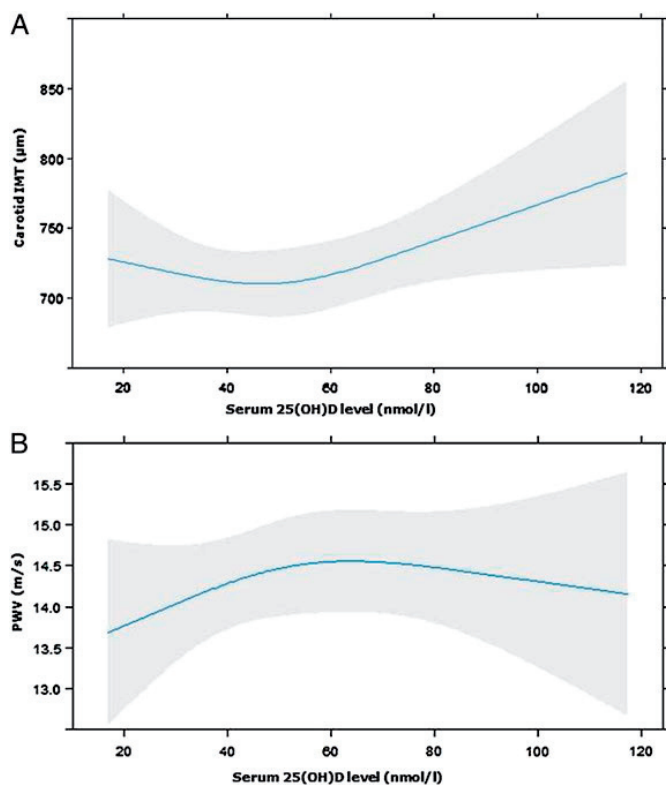 A
Carotid IMT (µm)
850
800
750
700
20 40 60 80 100 120
Serum 25(OH)D level (nmol/l)
B
PWV (m/s)
15.5
15.0
14.5
14.0
13.5
13.0
20 40 60 80 100 120
Serum 25(OH)D level (nmol/l)